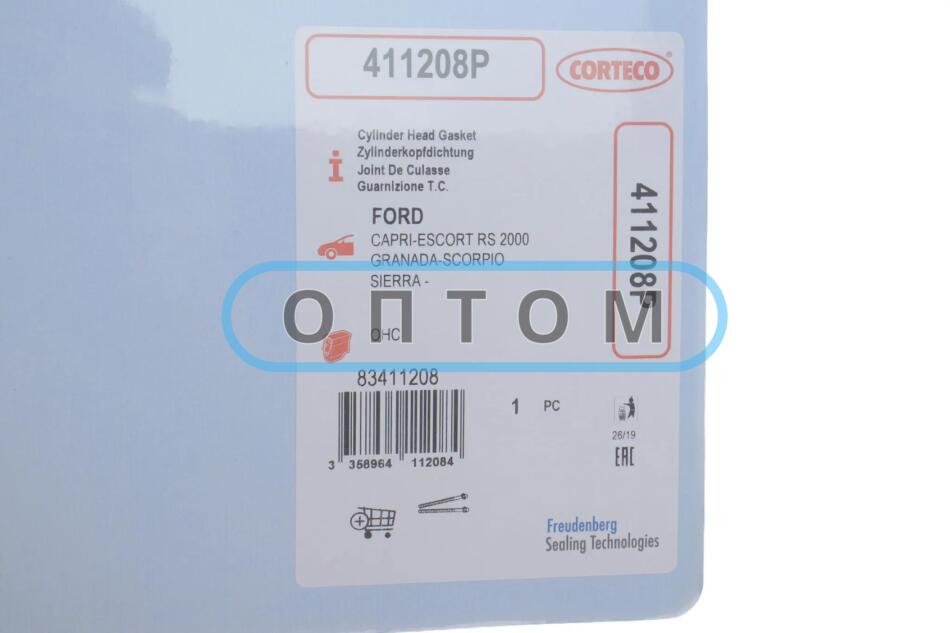 411208P
CORTECO®
Cylinder Head Gasket
Zylinderkopfdichtung
Joint De Culasse
Guarnizione T.C.
FORD
CAPRI-ESCORT RS 2000
GRANADA-SCORPIO
SIERRA -
411208P
ОПТОМ
OHC
83411208
1 PC
3 358964 112084
26/19
EAC
Freudenberg
Sealing Technologies